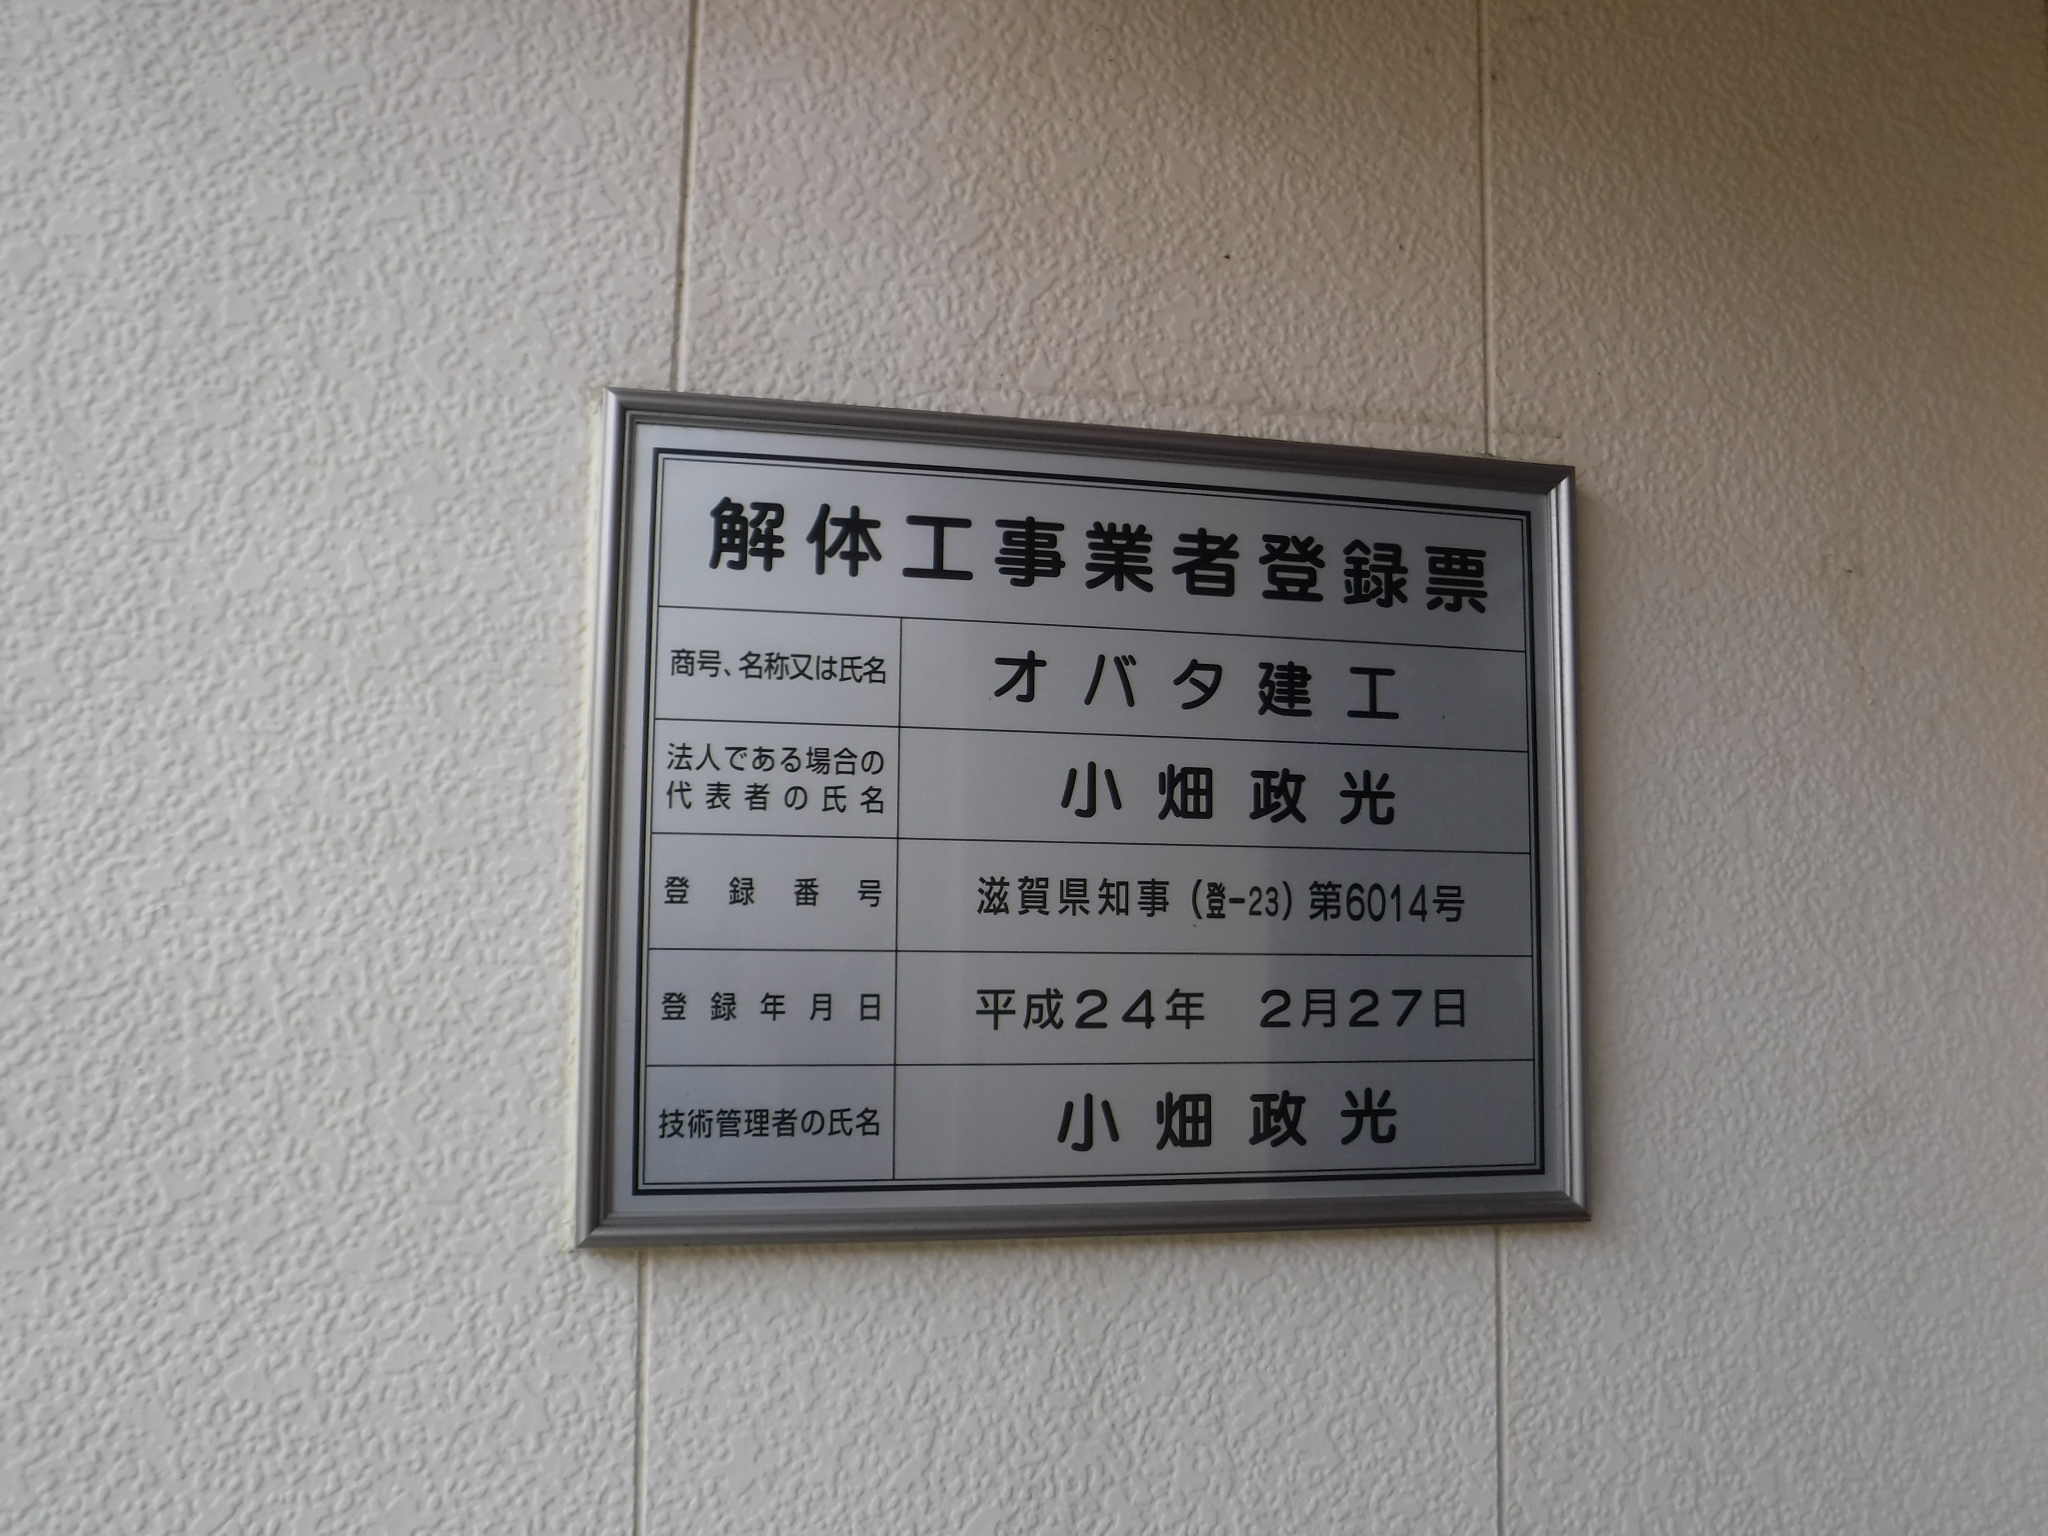 解体工事業者登録票
商号、名称又は氏名 オバタ建工
法人である場合の
代表者の氏名 小畑政光
登録番号 滋賀県知事(登-23)第6014号
登録年月日 平成24年 2月27日
技術管理者の氏名 小畑政光